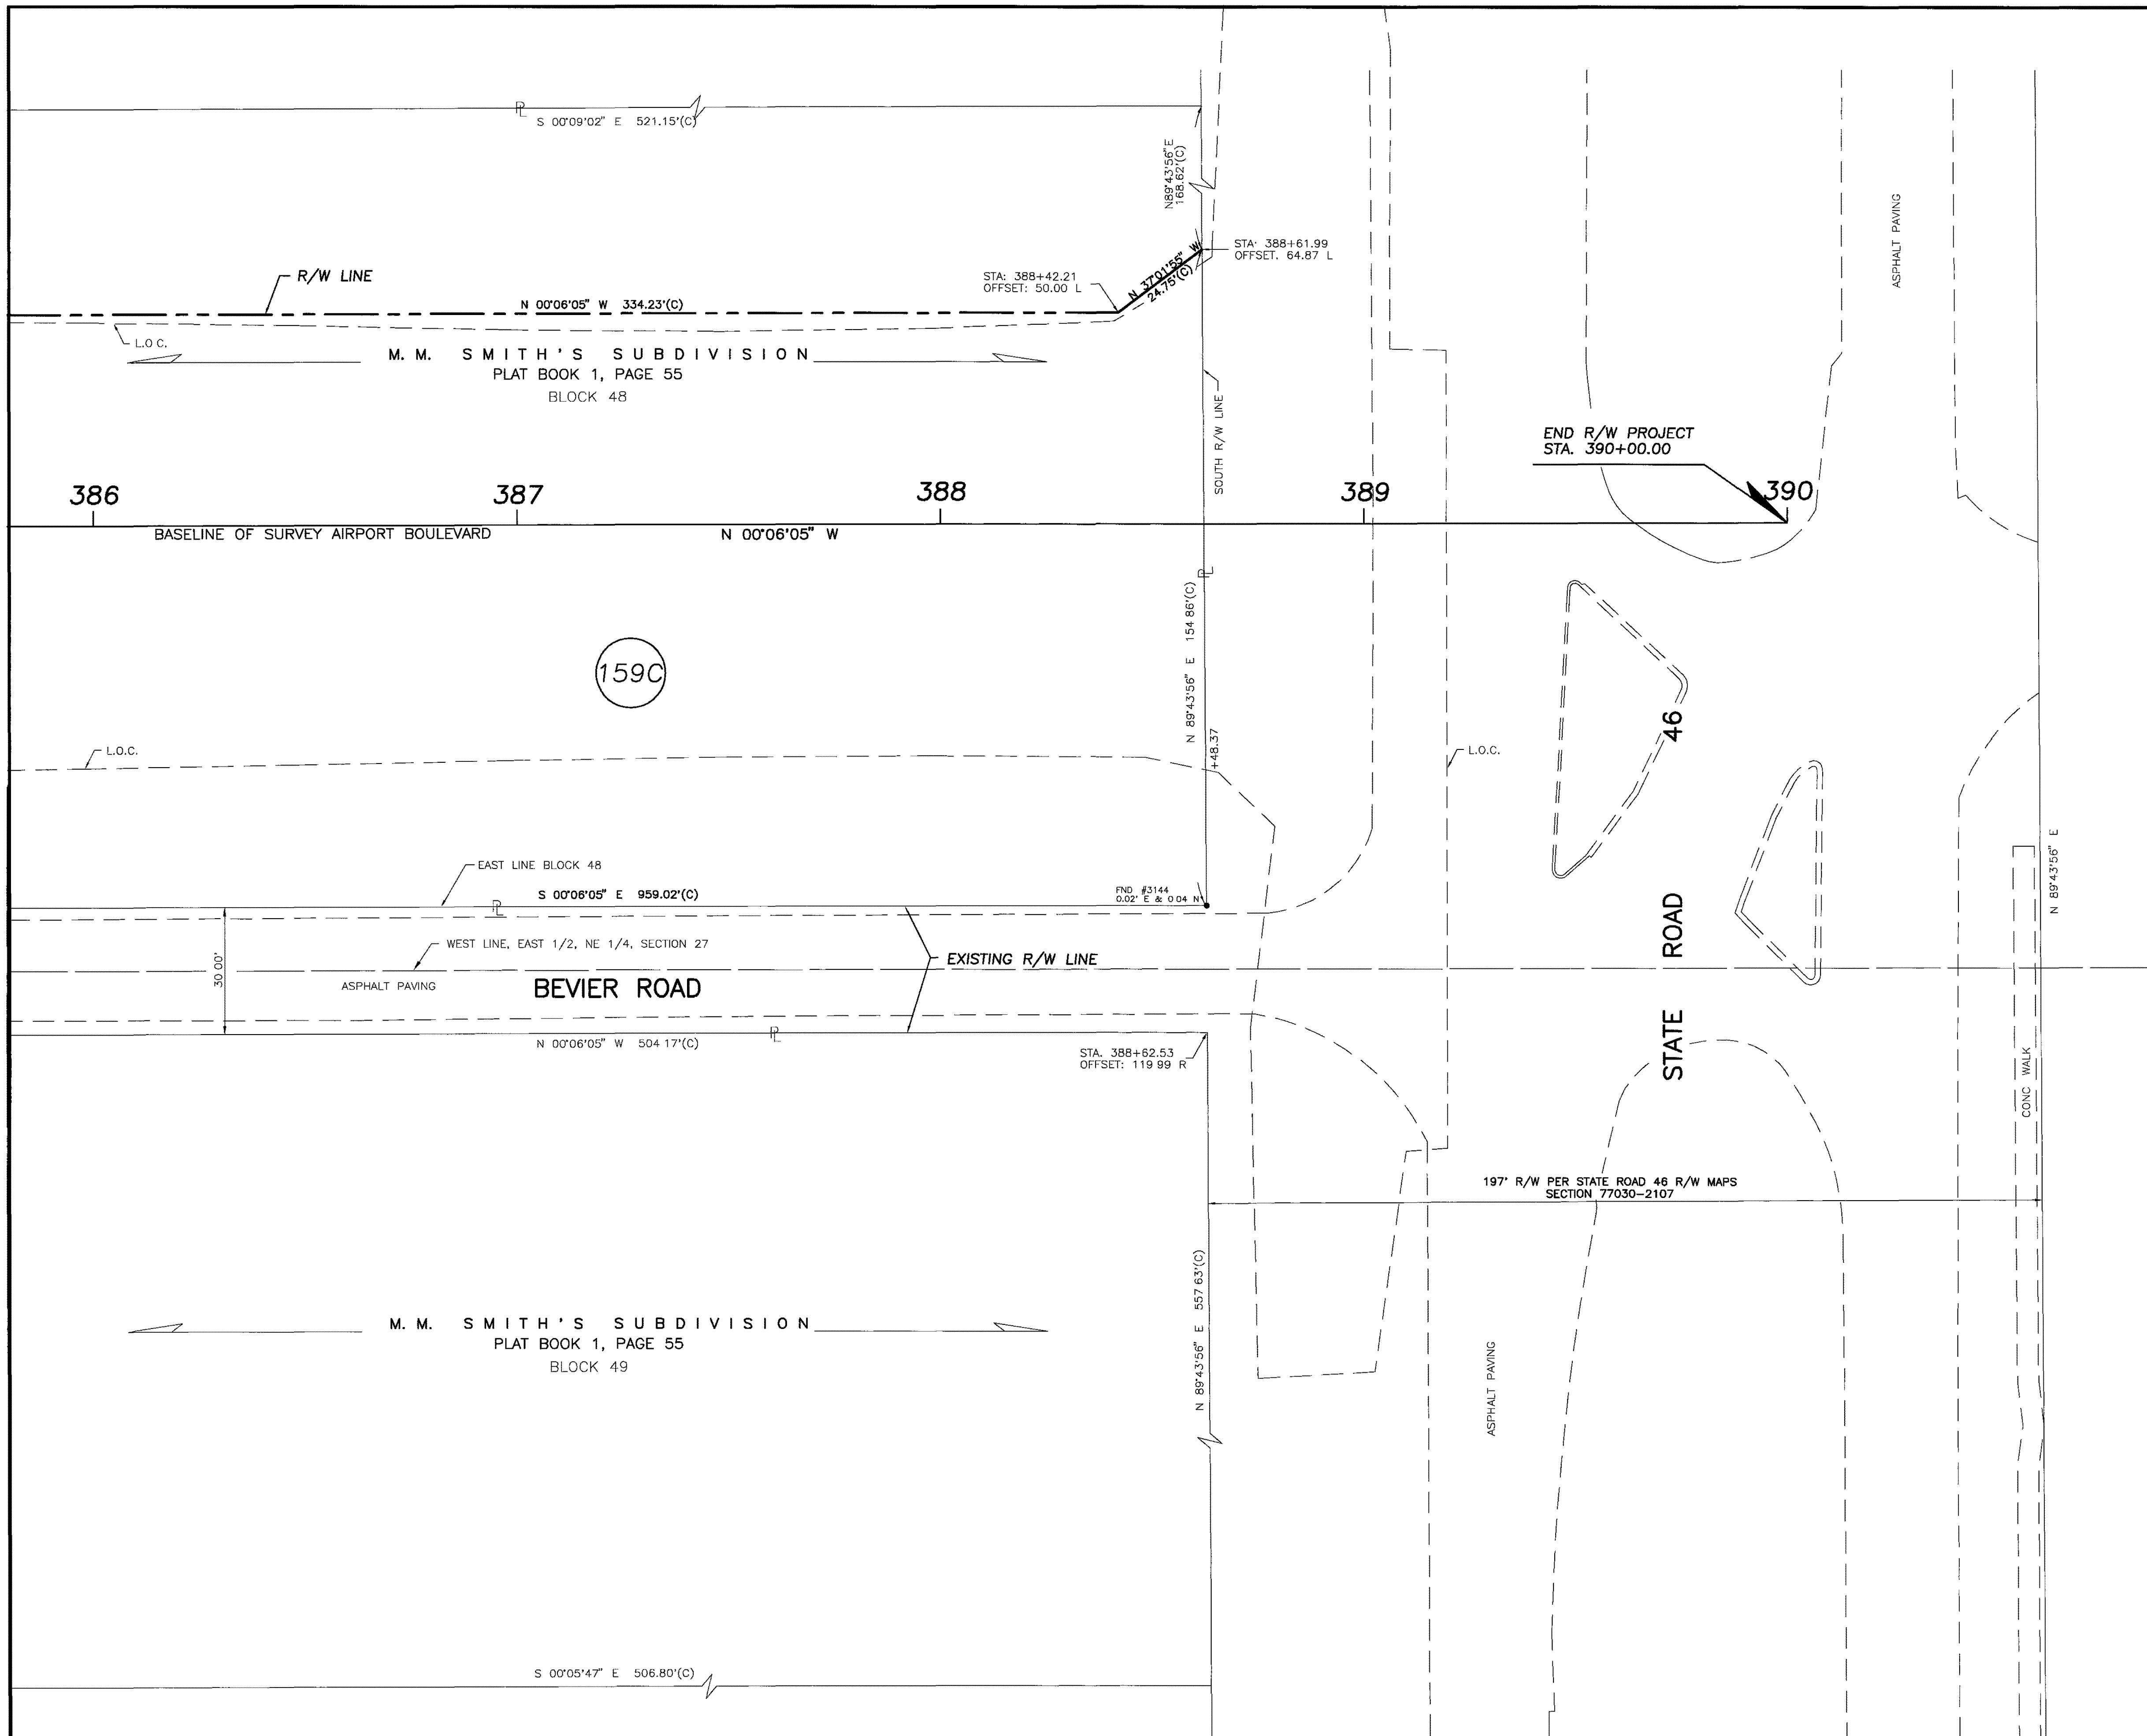 S 00°09'02" E 521.15'(C)
N89°43'56"E
168.62'(C)
R/W LINE
N 00°06'05" W 334.23'(C)
STA: 388+42.21
OFFSET: 50.00 L
N 37°01'55" W
24.75'(C)
STA: 388+61.99
OFFSET. 64.87 L
ASPHALT PAVING
L.O C.
M. M. SMITH'S SUBDIVISION
PLAT BOOK 1, PAGE 55
BLOCK 48
SOUTH R/W LINE
END R/W PROJECT
STA. 390+00.00
386
387
388
389
390
BASELINE OF SURVEY AIRPORT BOULEVARD
N 00°06'05" W
PL
N 89°43'56" E 154 86'(C)
+48.37
159C
L.O.C.
L.O.C.
STATE ROAD 46
EAST LINE BLOCK 48
S 00°06'05" E 959.02'(C)
FND #3144
0.02' E & 0 04 N
N 89°43'56" E
30 00'
WEST LINE, EAST 1/2, NE 1/4, SECTION 27
EXISTING R/W LINE
ASPHALT PAVING
BEVIER ROAD
N 00°06'05" W 504 17'(C)
PL
STA. 388+62.53
OFFSET: 119 99 R
CONC WALK
197' R/W PER STATE ROAD 46 R/W MAPS
SECTION 77030-2107
N 89°43'56" E 557 63'(C)
M. M. SMITH'S SUBDIVISION
PLAT BOOK 1, PAGE 55
BLOCK 49
ASPHALT PAVING
S 00°05'47" E 506.80'(C)